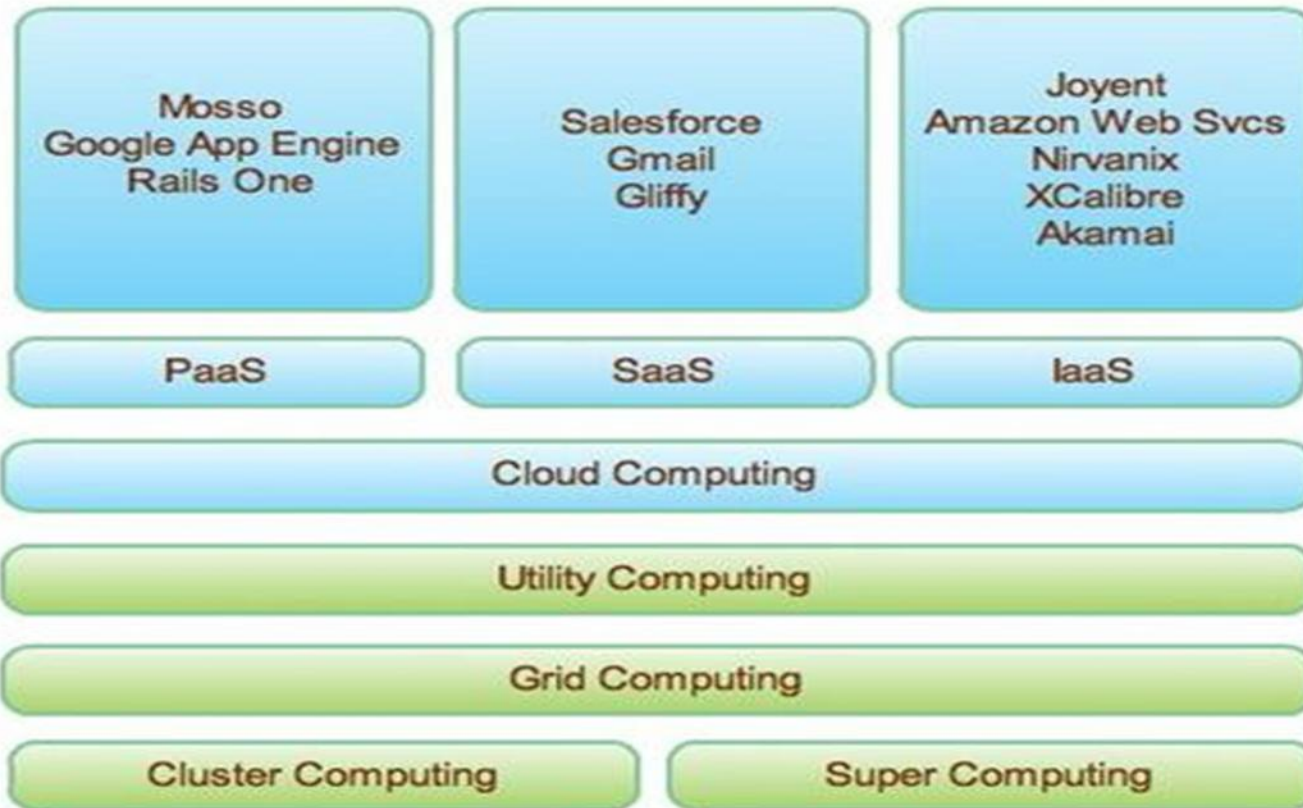 Mosso
Google App Engine
Rails One
Salesforce
Gmail
Gliffy
Joyent
Amazon Web Svcs
Nirvanix
XCalibre
Akamai
PaaS
SaaS
IaaS
Cloud Computing
Utility Computing
Grid Computing
Cluster Computing
Super Computing